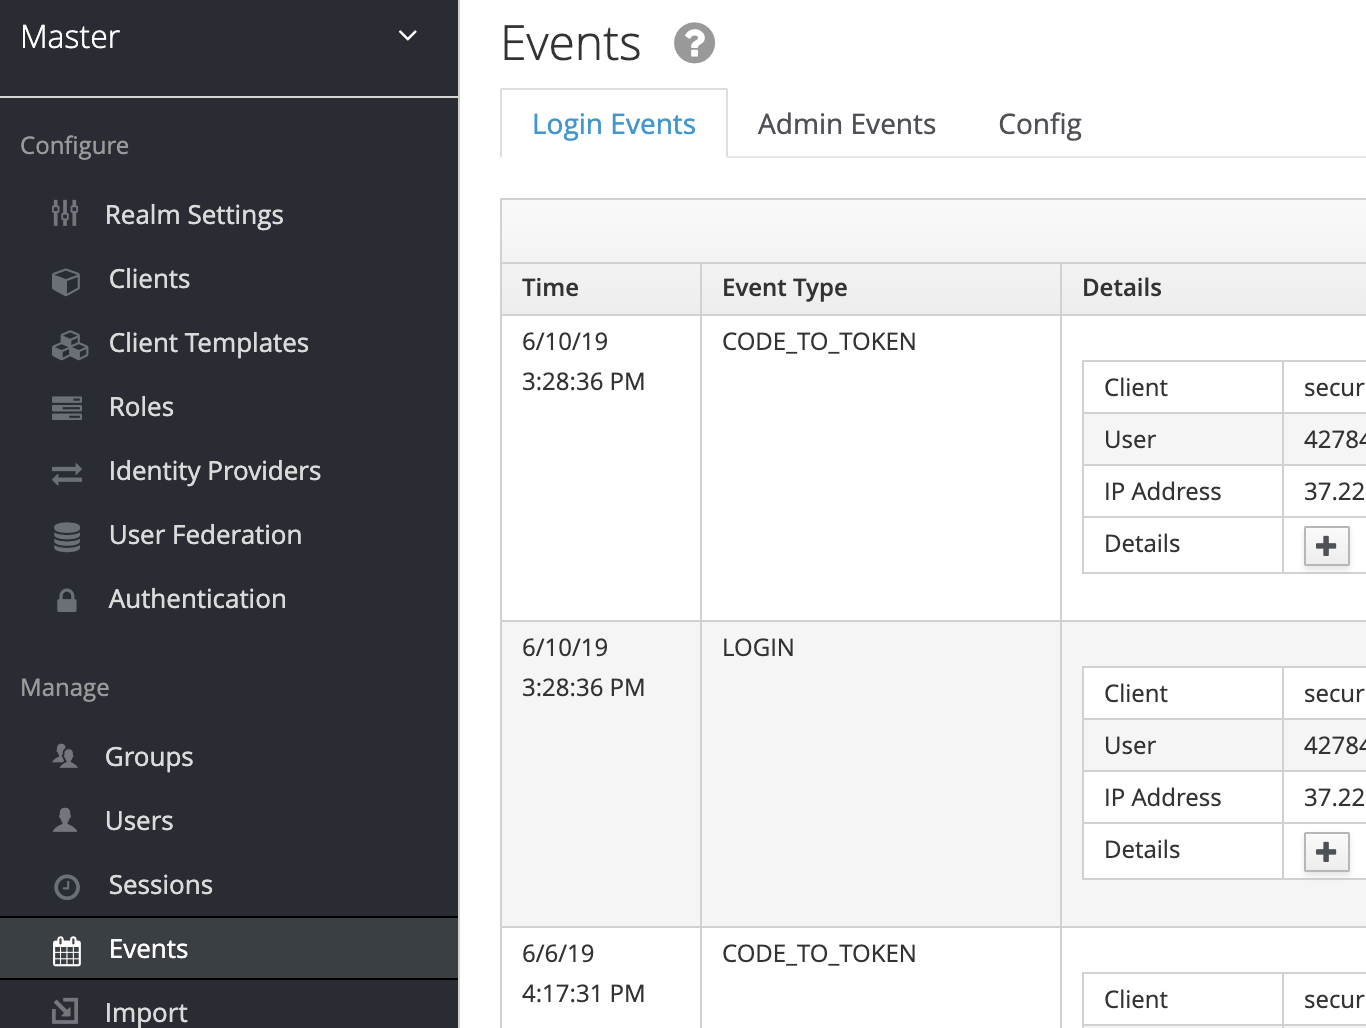 Master
Configure
Realm Settings
Clients
Client Templates
Roles
Identity Providers
User Federation
Authentication
Manage
Groups
Users
Sessions
Events
Import
Events ?
Login Events Admin Events Config
Time Event Type Details
6/10/19 CODE_TO_TOKEN
3:28:36 PM
Client secur
User 42784
IP Address 37.22
Details +
6/10/19 LOGIN
3:28:36 PM
Client secur
User 42784
IP Address 37.22
Details +
6/6/19 CODE_TO_TOKEN
4:17:31 PM
Client secur